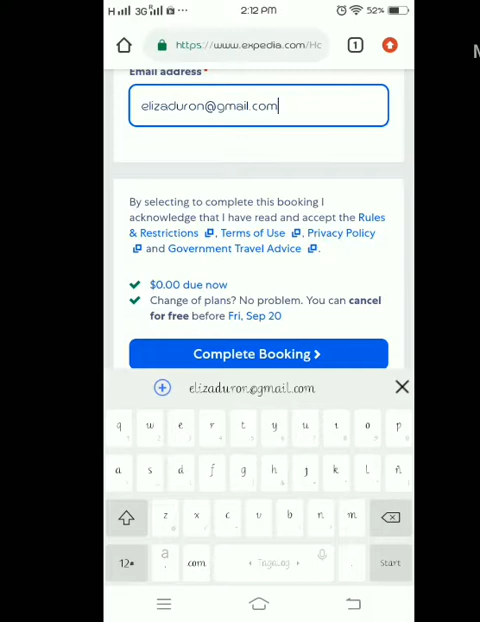 H 3G R 2:12 PM 52%
https://www.expedia.com/Ho 1
Email address *
elizaduron@gmail.com
By selecting to complete this booking I
acknowledge that I have read and accept the Rules
& Restrictions , Terms of Use , Privacy Policy
and Government Travel Advice .
$0.00 due now
Change of plans? No problem. You can cancel
for free before Fri, Sep 20
Complete Booking
elizaduron@gmail.com
q w e r t y u i o p
a s d f g h j k l ñ
z x c v b n m
12 a .com Tagalog . Start